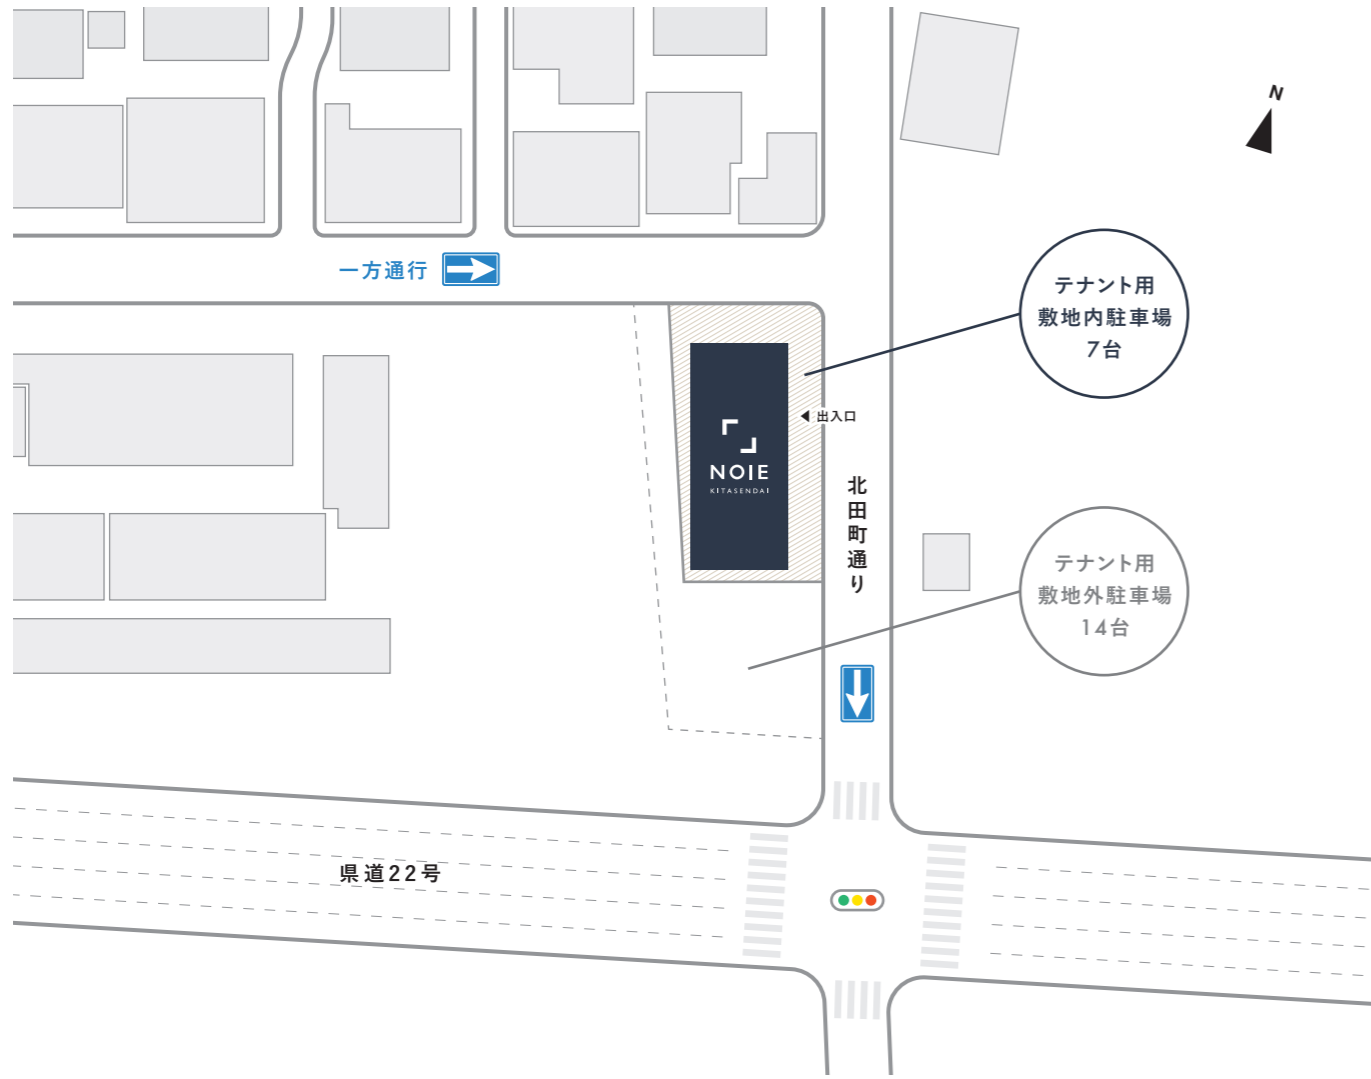 N
一方通行
テナント用
敷地内駐車場
7台
出入口
NOIE
KITASENDAI
北田町通り
テナント用
敷地外駐車場
14台
県道22号